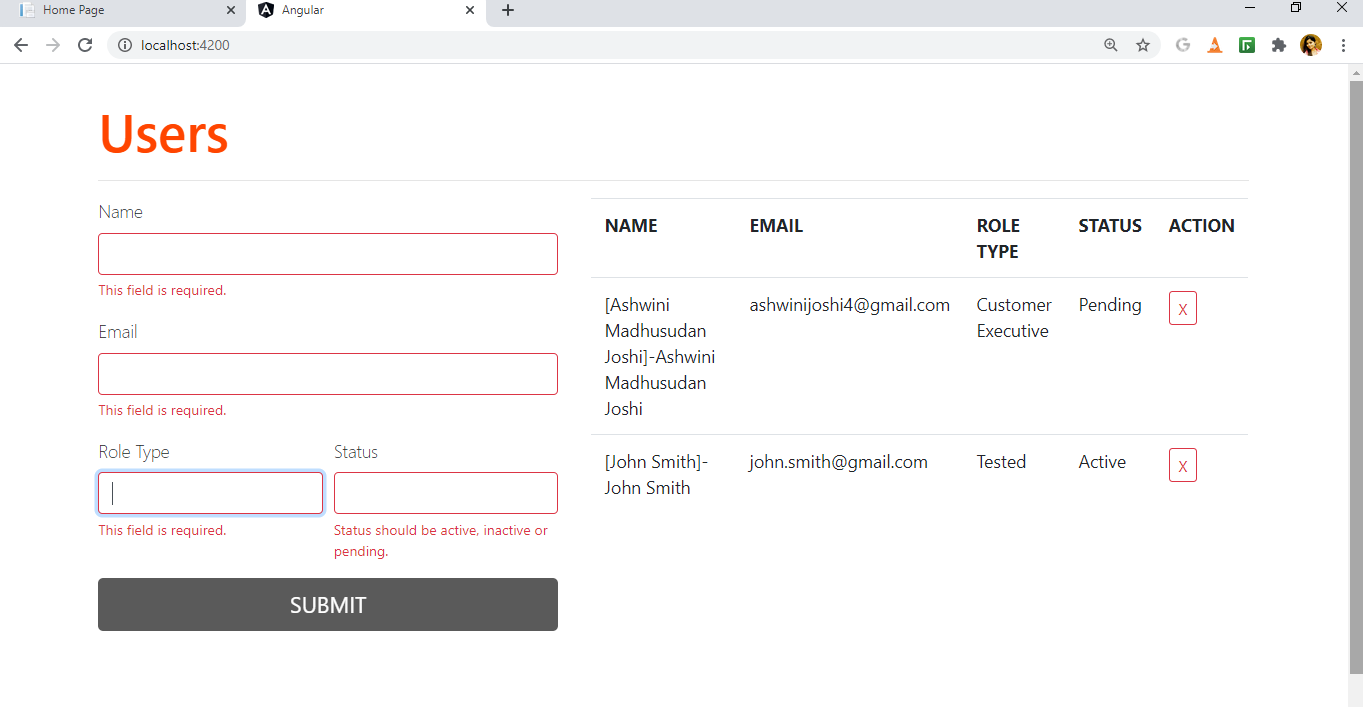 Home Page
Angular
localhost:4200
Users
Name
This field is required.
Email
This field is required.
Role Type
Status
This field is required.
Status should be active, inactive or
pending.
SUBMIT
NAME
EMAIL
ROLE
TYPE
STATUS
ACTION
[Ashwini
Madhusudan
Joshi]-Ashwini
Madhusudan
Joshi
ashwinijoshi4@gmail.com
Customer
Executive
Pending
X
[John Smith]-
John Smith
john.smith@gmail.com
Tested
Active
X